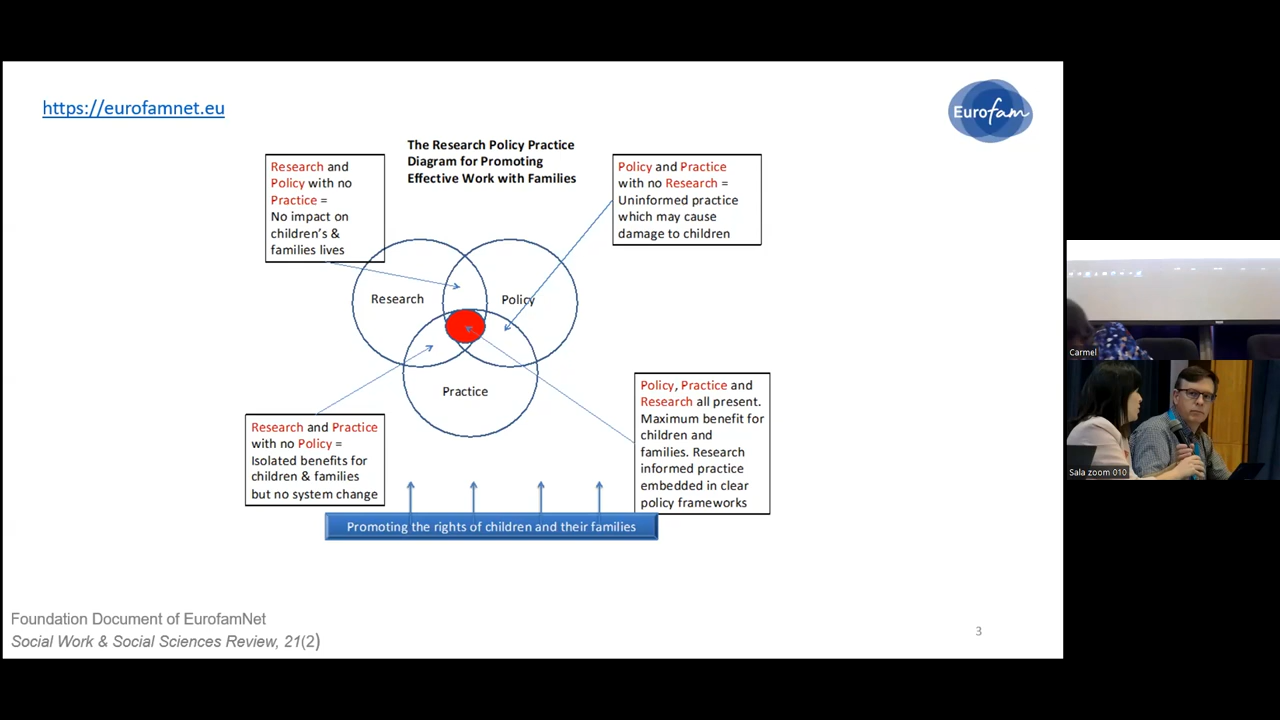 https://eurofamnet.eu
Eurofam
The Research Policy Practice
Diagram for Promoting
Effective Work with Families
Research and
Policy with no
Practice =
No impact on
children's &
families lives
Policy and Practice
with no Research =
Uninformed practice
which may cause
damage to children
Research
Policy
Practice
Research and Practice
with no Policy =
Isolated benefits for
children & families
but no system change
Policy, Practice and
Research all present.
Maximum benefit for
children and
families. Research
informed practice
embedded in clear
policy frameworks
Promoting the rights of children and their families
Foundation Document of EurofamNet
Social Work & Social Sciences Review, 21(2)
3
Carmel
Sala zoom 010